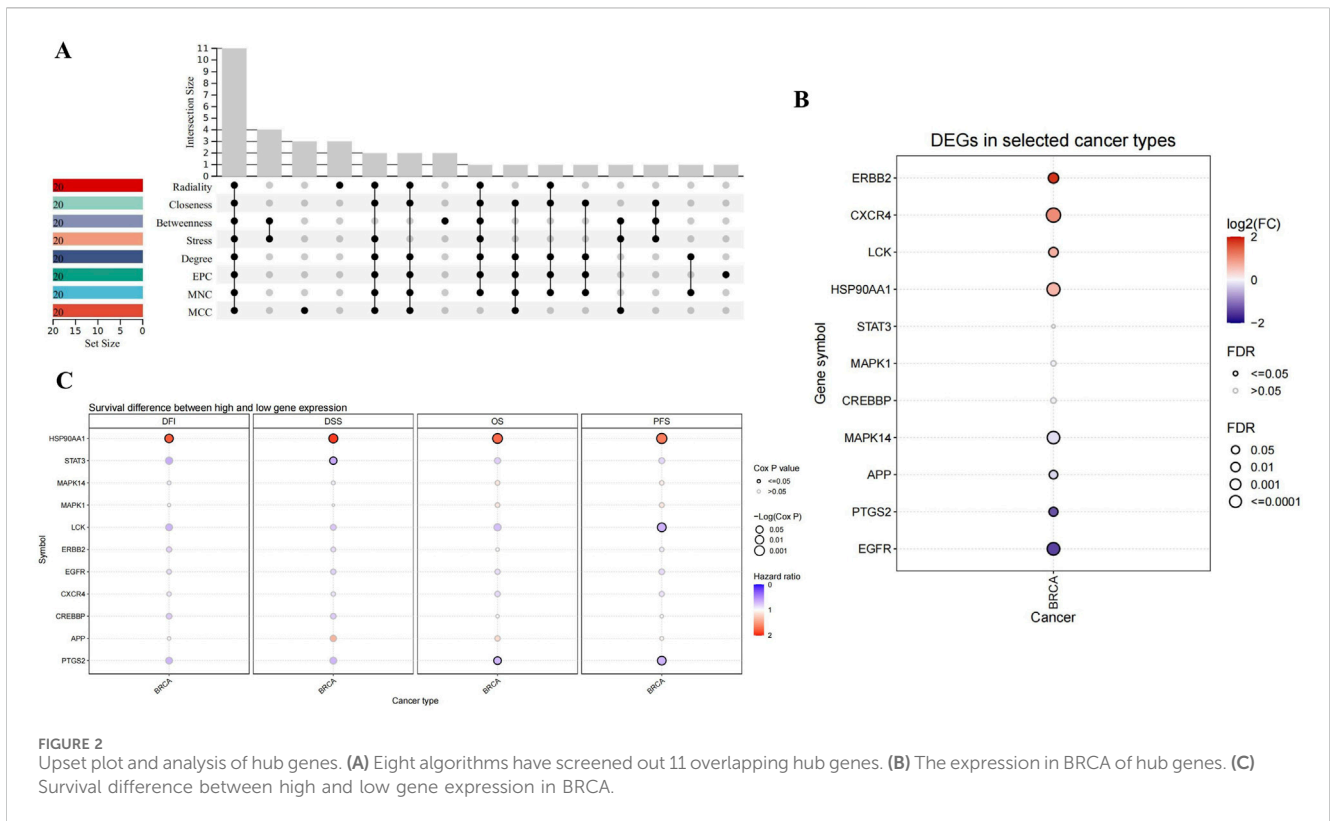 A
11
10
9
8
7
6
5
4
3
2
1
0
Intersection Size
20
20
20
20
20
20
20
20
Radiality
Closeness
Betweenness
Stress
Degree
EPC
MNC
MCC
20 15 10 5 0
Set Size
B
DEGs in selected cancer types
ERBB2
CXCR4
LCK
HSP90AA1
STAT3
MAPK1
CREBBP
MAPK14
APP
PTGS2
EGFR
Gene symbol
BRCA
Cancer
log2(FC)
2
0
-2
FDR
<=0.05
>0.05
FDR
0.05
0.01
0.001
<=0.0001
C
Survival difference between high and low gene expression
DFI DSS OS PFS
HSP90AA1
STAT3
MAPK14
MAPK1
LCK
ERBB2
EGFR
CXCR4
CREBBP
APP
PTGS2
Symbol
BRCA BRCA BRCA BRCA
Cancer type
Cox P value
<=0.05
>0.05
-Log(Cox P)
0.05
0.01
0.001
Hazard ratio
0
1
2
FIGURE 2
Upset plot and analysis of hub genes. (A) Eight algorithms have screened out 11 overlapping hub genes. (B) The expression in BRCA of hub genes. (C)
Survival difference between high and low gene expression in BRCA.